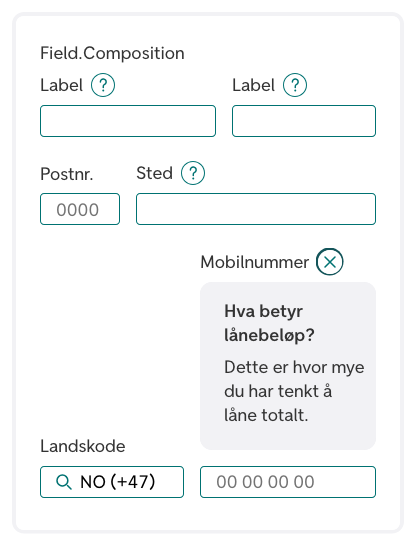 Field.Composition
Label ? Label ?
Postnr. Sted ?
0000
Mobilnummer
Hva betyr
lånebeløp?
Dette er hvor mye
du har tenkt å
låne totalt.
Landskode
NO (+47) 00 00 00 00